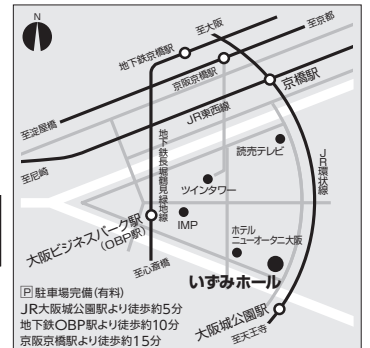 N
至大阪
至京都
地下鉄京橋駅
京阪京橋駅
京橋駅
至淀屋橋
JR東西線
至尼崎
地下鉄長堀鶴見緑地線
読売テレビ
JR環状線
ツインタワー
大阪ビジネスパーク駅
(OBP駅)
IMP
ホテル
ニューオータニ大阪
至心斎橋
いずみホール
P駐車場完備(有料)
JR大阪城公園駅より徒歩約5分
地下鉄OBP駅より徒歩約10分
京阪京橋駅より徒歩約15分
大阪城公園駅
至天王寺